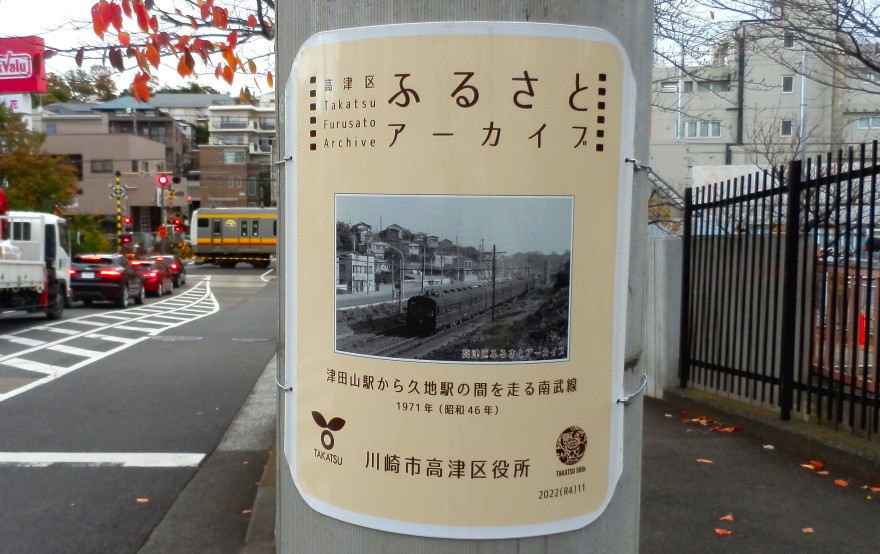 Valu
花
高津区
Takatsu
Furusato
Archive
ふるさと
アーカイブ
高津区ふるさとアーカイブ
津田山駅から久地駅の間を走る南武線
1971年(昭和46年)
TAKATSU
川崎市高津区役所
TAKATSU 50th
2022(R4)11